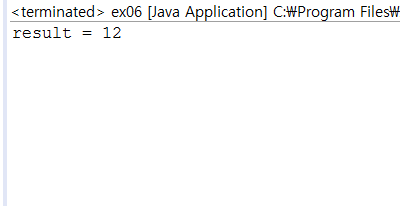 <terminated> ex06 [Java Application] C:₩Program Files₩
result = 12